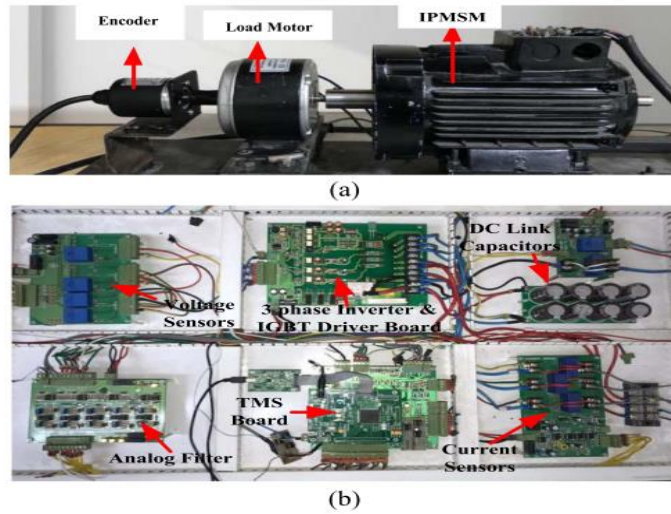 Encoder
Load Motor
IPMSM
(a)
DC Link
Capacitors
Voltage
Sensors
3 phase Inverter &
IGBT Driver Board
TMS
Board
Analog Filter
Current
Sensors
(b)